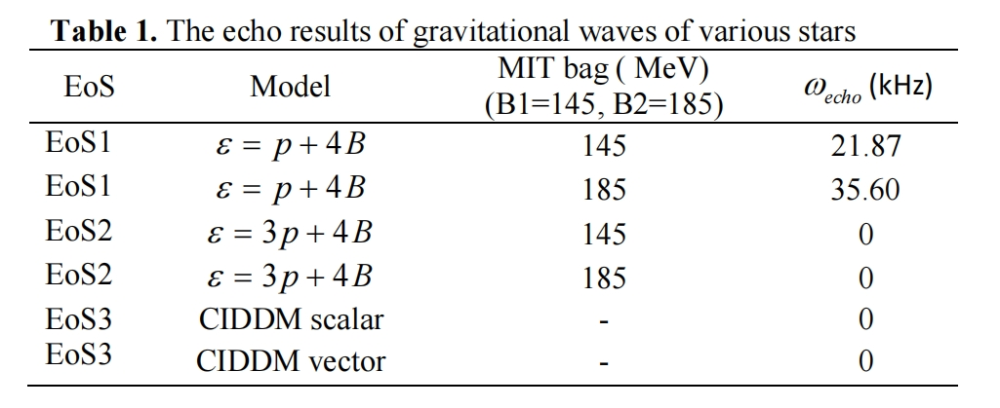 Table 1. The echo results of gravitational waves of various stars
EoS Model MIT bag ( MeV) (B1=145, B2=185) ω_echo (kHz)
EoS1 ε = p + 4B 145 21.87
EoS1 ε = p + 4B 185 35.60
EoS2 ε = 3p + 4B 145 0
EoS2 ε = 3p + 4B 185 0
EoS3 CIDDM scalar - 0
EoS3 CIDDM vector - 0